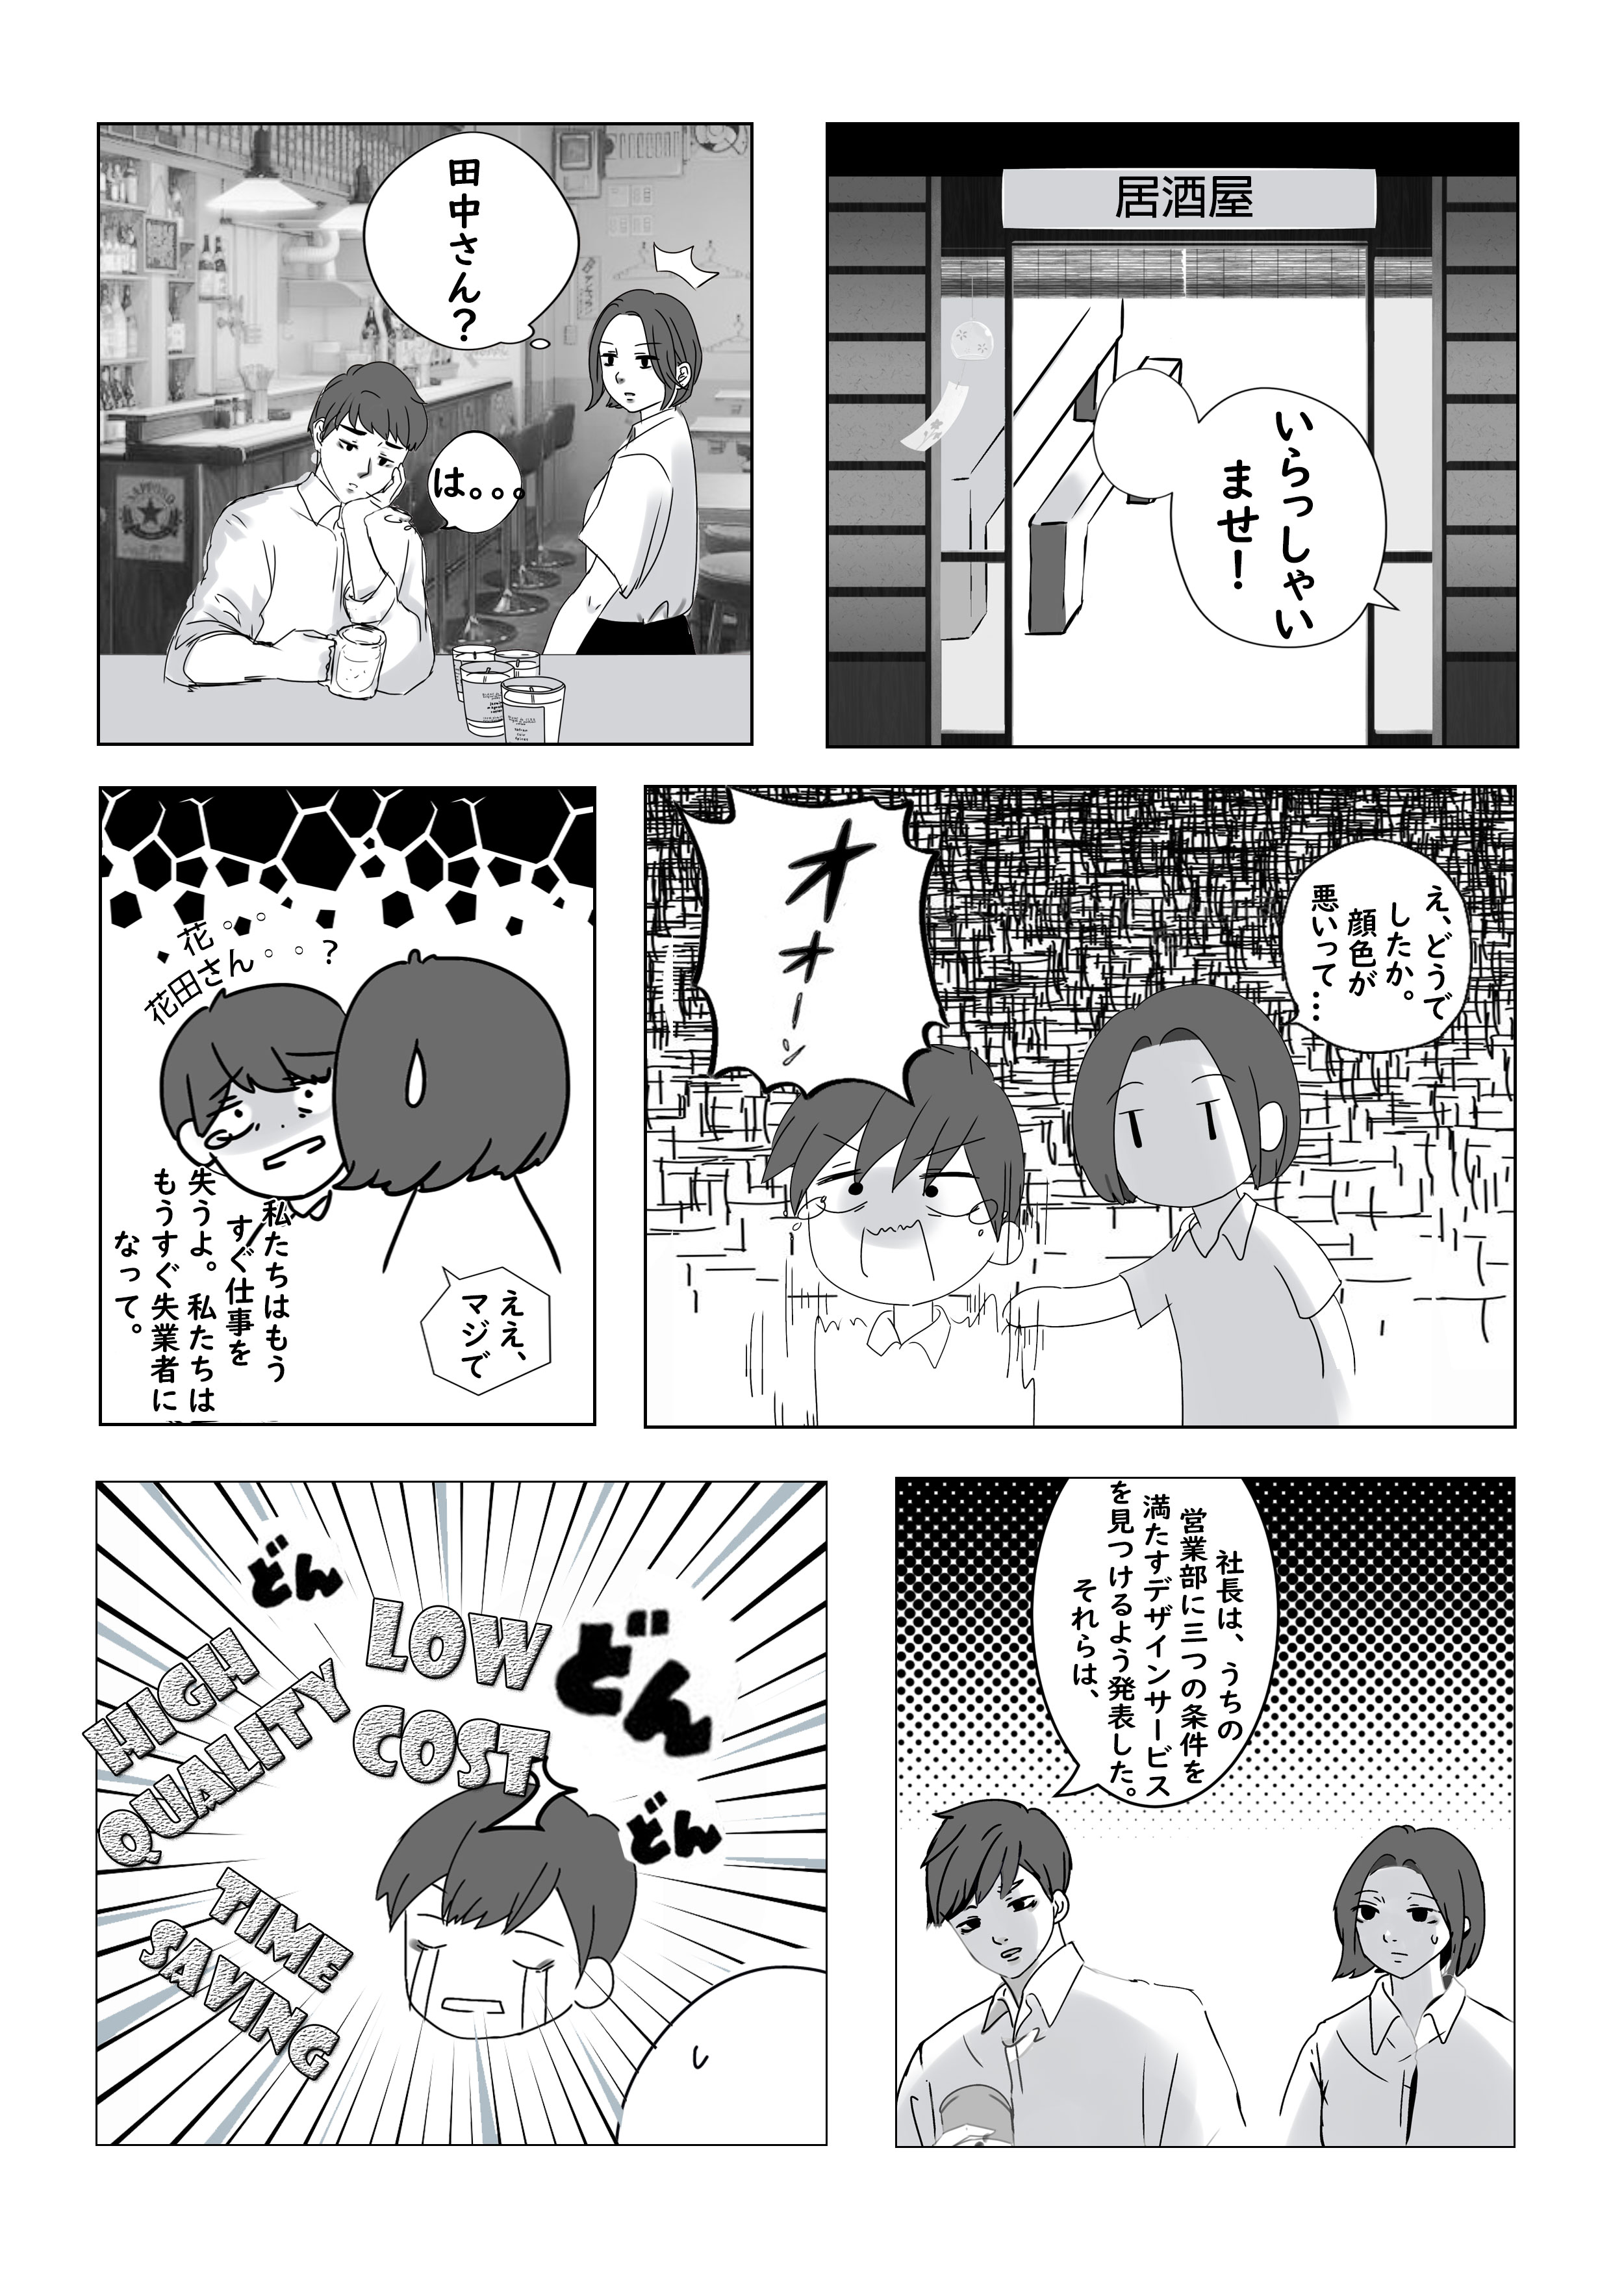 居酒屋
いらっしゃい
ませ！
田中さん？
は。。。
SAPPORO
え、どうで
したか。
顔色が
悪いって…
オォーン
花・・。
花田さん・・？
ええ、
マジで
私たちはもう
すぐ仕事を
失うよ。私たちは
もうすぐ失業者に
なって。
社長は、うちの
営業部に三つの条件を
満たすデザインサービス
を見つけるよう発表した。
それらは、
どん
LOW
COST
どん
HIGH
QUALITY
どん
TIME
SAVING